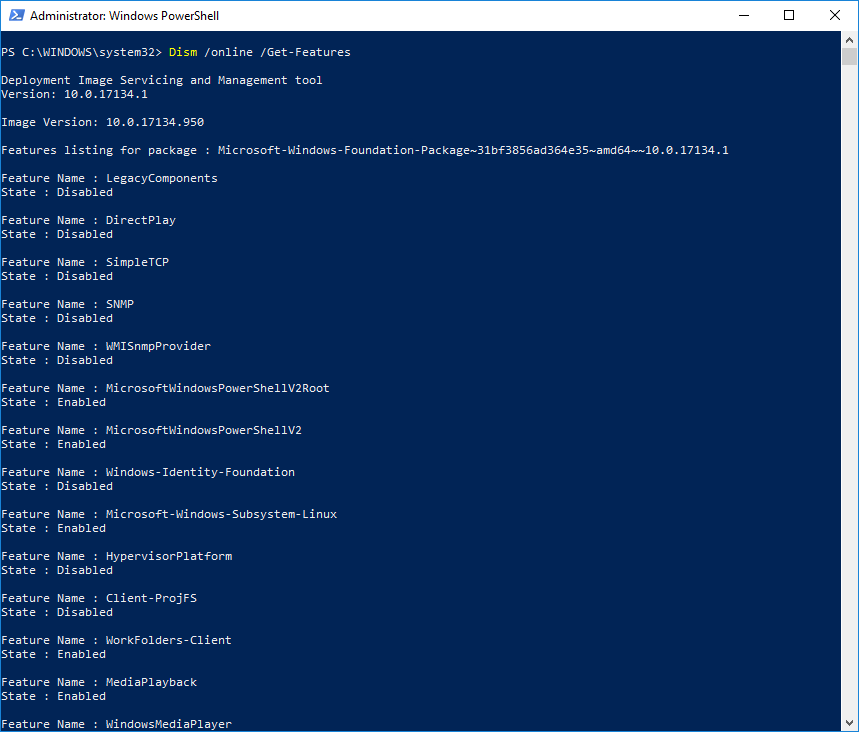 Administrator: Windows PowerShell
PS C:\WINDOWS\system32> Dism /online /Get-Features
Deployment Image Servicing and Management tool
Version: 10.0.17134.1
Image Version: 10.0.17134.950
Features listing for package : Microsoft-Windows-Foundation-Package~31bf3856ad364e35~amd64~~10.0.17134.1
Feature Name : LegacyComponents
State : Disabled
Feature Name : DirectPlay
State : Disabled
Feature Name : SimpleTCP
State : Disabled
Feature Name : SNMP
State : Disabled
Feature Name : WMISnmpProvider
State : Disabled
Feature Name : MicrosoftWindowsPowerShellV2Root
State : Enabled
Feature Name : MicrosoftWindowsPowerShellV2
State : Enabled
Feature Name : Windows-Identity-Foundation
State : Disabled
Feature Name : Microsoft-Windows-Subsystem-Linux
State : Enabled
Feature Name : HypervisorPlatform
State : Disabled
Feature Name : Client-ProjFS
State : Disabled
Feature Name : WorkFolders-Client
State : Enabled
Feature Name : MediaPlayback
State : Enabled
Feature Name : WindowsMediaPlayer